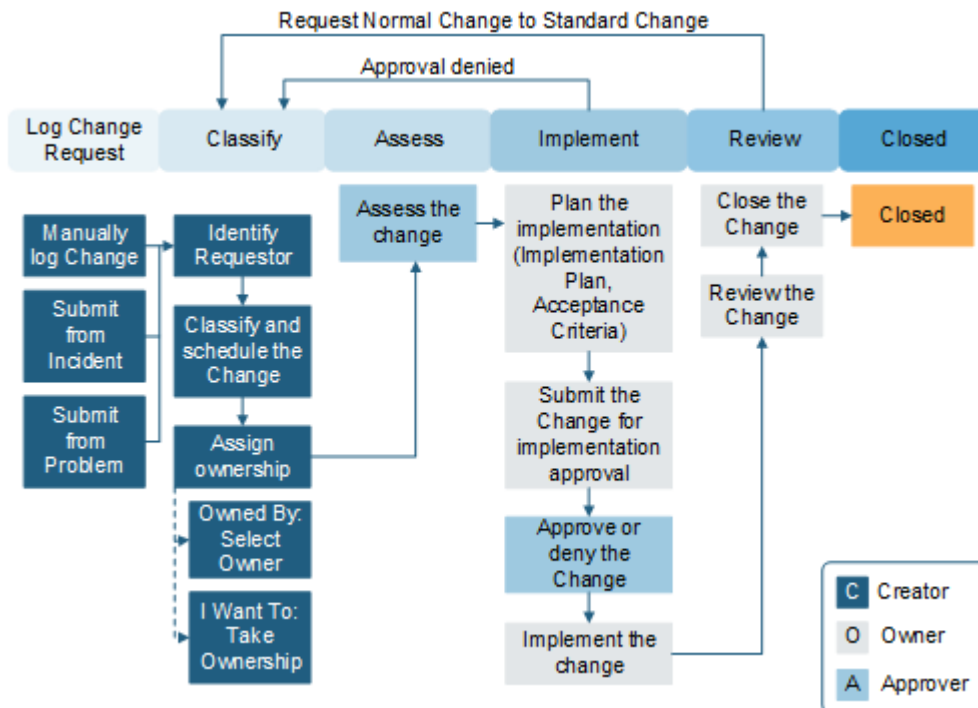 Request Normal Change to Standard Change
Approval denied
Log Change
Request
Classify
Assess
Implement
Review
Closed
Manually
log Change
Submit
from
Incident
Submit
from
Problem
Identify
Requestor
Classify and
schedule the
Change
Assign
ownership
Owned By:
Select
Owner
I Want To:
Take
Ownership
Assess the
change
Plan the
implementation
(Implementation
Plan,
Acceptance
Criteria)
Submit the
Change for
implementation
approval
Approve or
deny the
Change
Implement the
change
Close the
Change
Review the
Change
Closed
C Creator
O Owner
A Approver